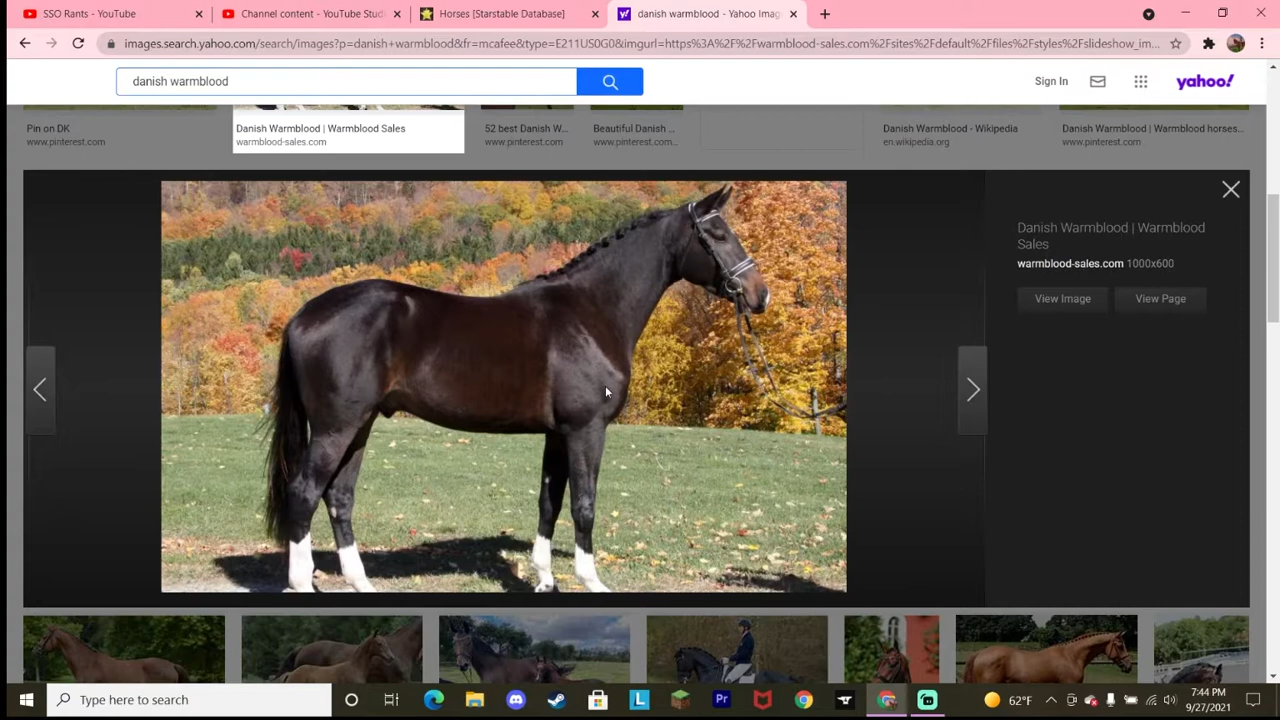 SSO Rants - YouTube
Channel content - YouTube Studi
Horses [Starstable Database]
danish warmblood - Yahoo Imag
images.search.yahoo.com/search/images?p=danish+warmblood&fr=mcafee&type=E211US0G0&imgurl=https%3A%2F%2Fwarmblood-sales.com%2Fsites%2Fdefault%2Ffiles%2Fstyles%2Fslideshow_im...
danish warmblood
Sign In
yahoo!
Pin on DK
www.pinterest.com
Danish Warmblood | Warmblood Sales
warmblood-sales.com
52 best Danish W...
www.pinterest.com
Beautiful Danish ...
www.pinterest.com...
Danish Warmblood - Wikipedia
en.wikipedia.org
Danish Warmblood | Warmblood horses...
www.pinterest.com
Danish Warmblood | Warmblood
Sales
warmblood-sales.com 1000x600
View Image
View Page
Type here to search
L
Pr
62°F
7:44 PM
9/27/2021